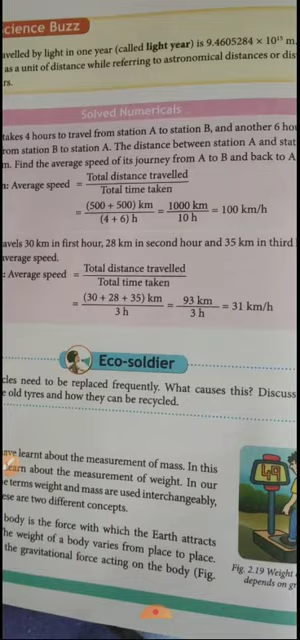 Science Buzz
avelled by light in one year (called light year) is 9.4605284 × 10¹⁵ m.
as a unit of distance while referring to astronomical distances or dis
rs.
Solved Numericals
takes 4 hours to travel from station A to station B, and another 6 hou
rom station B to station A. The distance between station A and stat
m. Find the average speed of its journey from A to B and back to A
n: Average speed = Total distance travelled / Total time taken
= (500 + 500) km / (4 + 6) h = 1000 km / 10 h = 100 km/h
avels 30 km in first hour, 28 km in second hour and 35 km in third
average speed.
: Average speed = Total distance travelled / Total time taken
= (30 + 28 + 35) km / 3 h = 93 km / 3 h = 31 km/h
Eco-soldier
cles need to be replaced frequently. What causes this? Discuss
e old tyres and how they can be recycled.
ave learnt about the measurement of mass. In this
learn about the measurement of weight. In our
e terms weight and mass are used interchangeably,
ese are two different concepts.
body is the force with which the Earth attracts
he weight of a body varies from place to place.
the gravitational force acting on the body (Fig.
49
Fig. 2.19 Weight
depends on gr